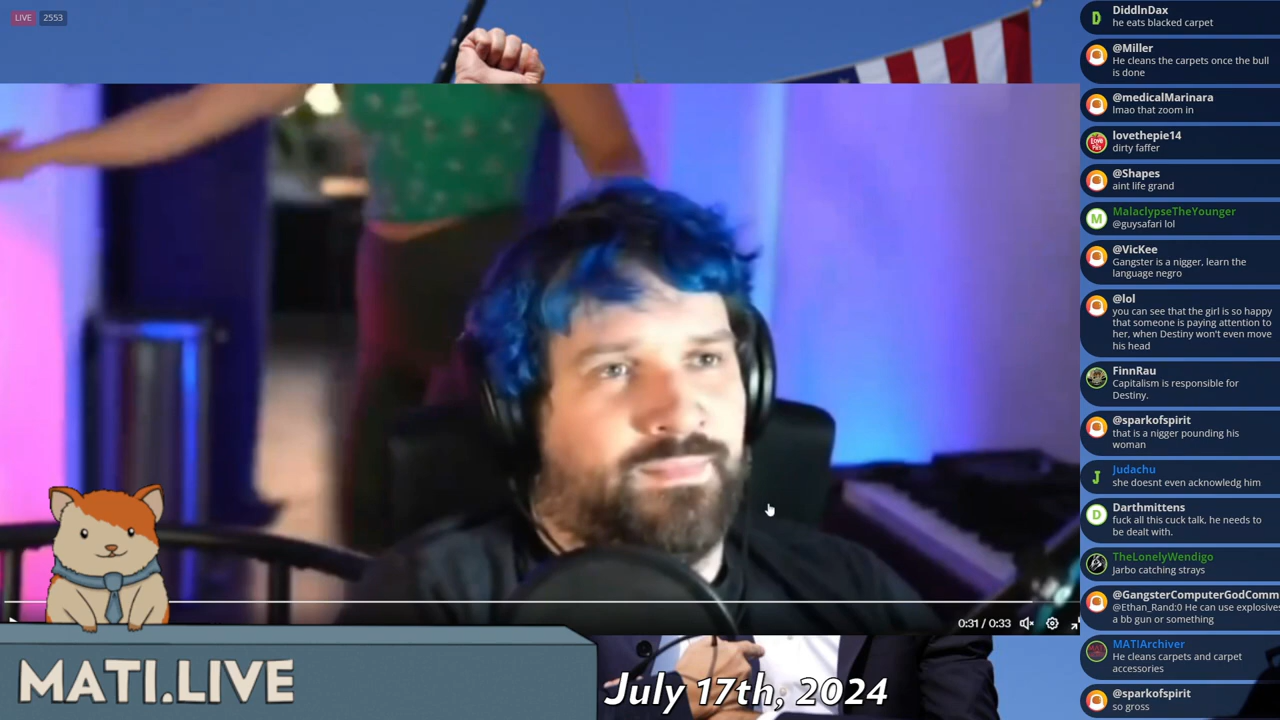 LIVE 2553
DiddInDax
he eats blacked carpet
@Miller
He cleans the carpets once the bull
is done
@medicalMarinara
lmao that zoom in
lovethepie14
dirty faffer
@Shapes
aint life grand
M
MalaclypseTheYounger
@guysafari lol
@VicKee
Gangster is a nigger, learn the
language negro
@lol
you can see that the girl is so happy
that someone is paying attention to
her, when Destiny won't even move
his head
FinnRau
Capitalism is responsible for
Destiny.
@sparkofspirit
that is a nigger pounding his
woman
J
Judachu
she doesnt even acknowledg him
D
Darthmittens
fuck all this cuck talk, he needs to
be dealt with.
TheLonelyWendigo
Jarbo catching strays
@GangsterComputerGodComm
@Ethan_Rand:0 He can use explosives
a bb gun or something
MATIArchiver
He cleans carpets and carpet
accessories
@sparkofspirit
so gross
0:31 / 0:33
MATI.LIVE
July 17th, 2024